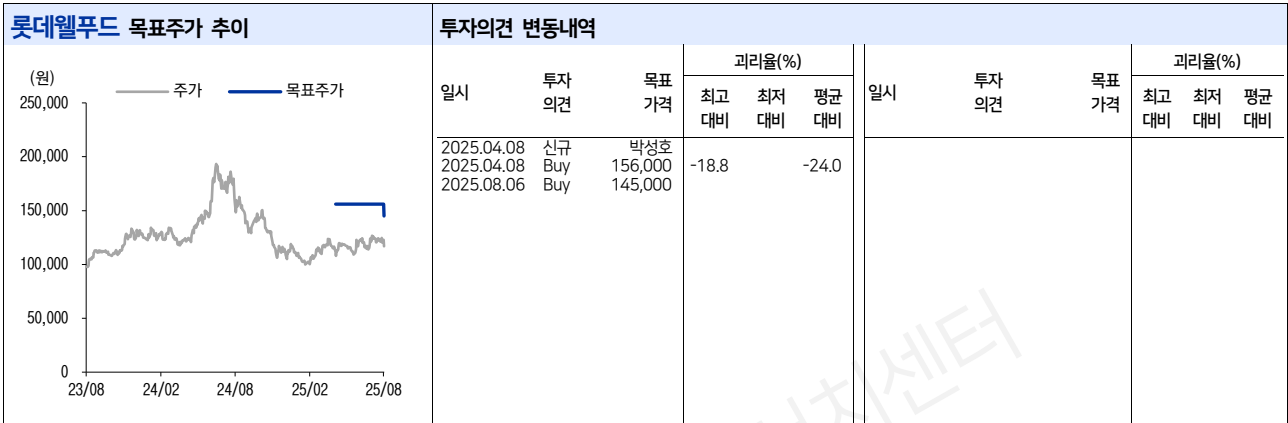 롯데웰푸드 목표주가 추이
(원)
주가 목표주가
250,000
200,000
150,000
100,000
50,000
0
23/08 24/02 24/08 25/02 25/08
투자의견 변동내역
일시 투자의견 목표가격 괴리율(%) 최고대비 최저대비 평균대비
2025.04.08 신규 박성호
2025.04.08 Buy 156,000 -18.8 -24.0
2025.08.06 Buy 145,000
일시 투자의견 목표가격 괴리율(%) 최고대비 최저대비 평균대비
센터